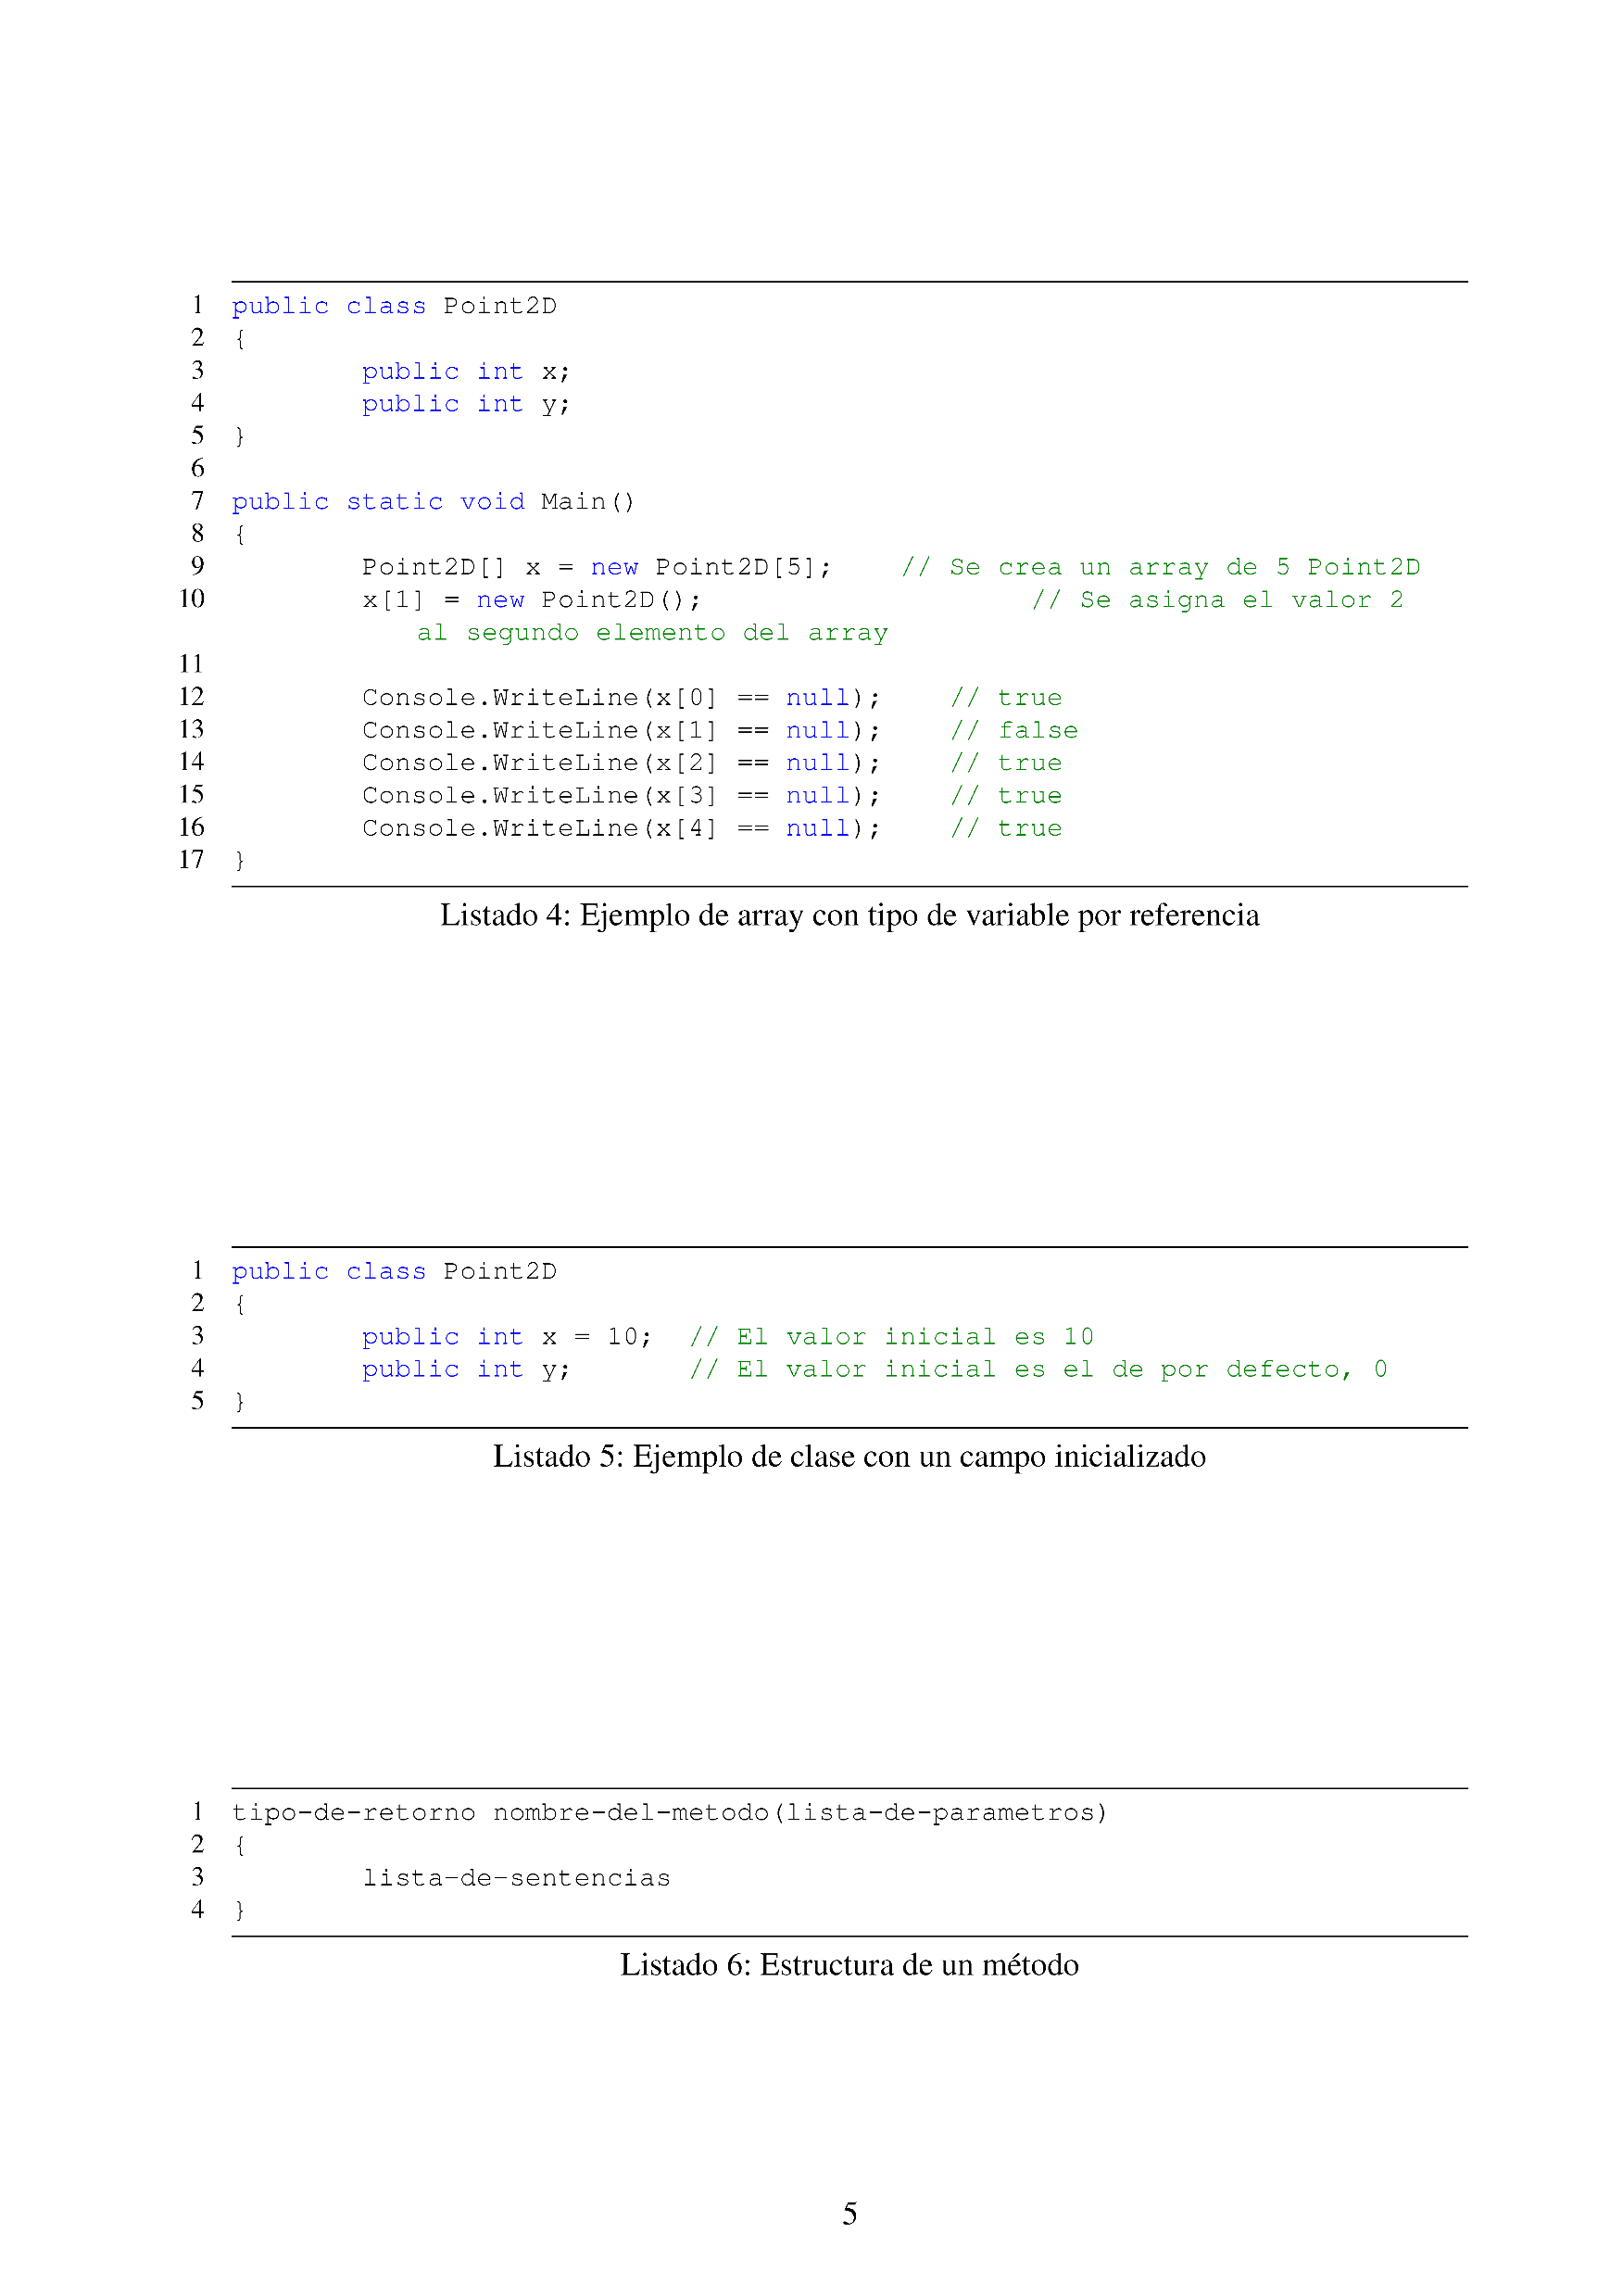 1 public class Point2D
2 {
3 public int x;
4 public int y;
5 }
6
7 public static void Main()
8 {
9 Point2D[] x = new Point2D[5]; // Se crea un array de 5 Point2D
10 x[1] = new Point2D(); // Se asigna el valor 2
al segundo elemento del array
11
12 Console.WriteLine(x[0] == null); // true
13 Console.WriteLine(x[1] == null); // false
14 Console.WriteLine(x[2] == null); // true
15 Console.WriteLine(x[3] == null); // true
16 Console.WriteLine(x[4] == null); // true
17 }
Listado 4: Ejemplo de array con tipo de variable por referencia
1 public class Point2D
2 {
3 public int x = 10; // El valor inicial es 10
4 public int y; // El valor inicial es el de por defecto, 0
5 }
Listado 5: Ejemplo de clase con un campo inicializado
1 tipo-de-retorno nombre-del-metodo(lista-de-parametros)
2 {
3 lista-de-sentencias
4 }
Listado 6: Estructura de un método
5